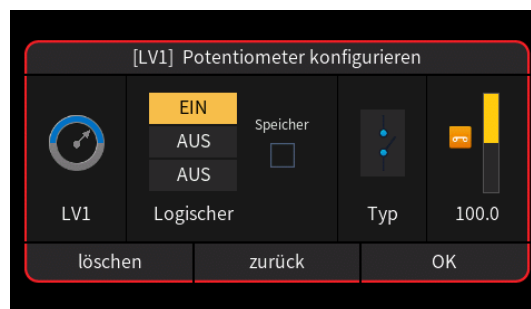 [LV1] Potentiometer konfigurieren
EIN
AUS
AUS
Speicher
LV1
Logischer
Typ
100.0
löschen
zurück
OK